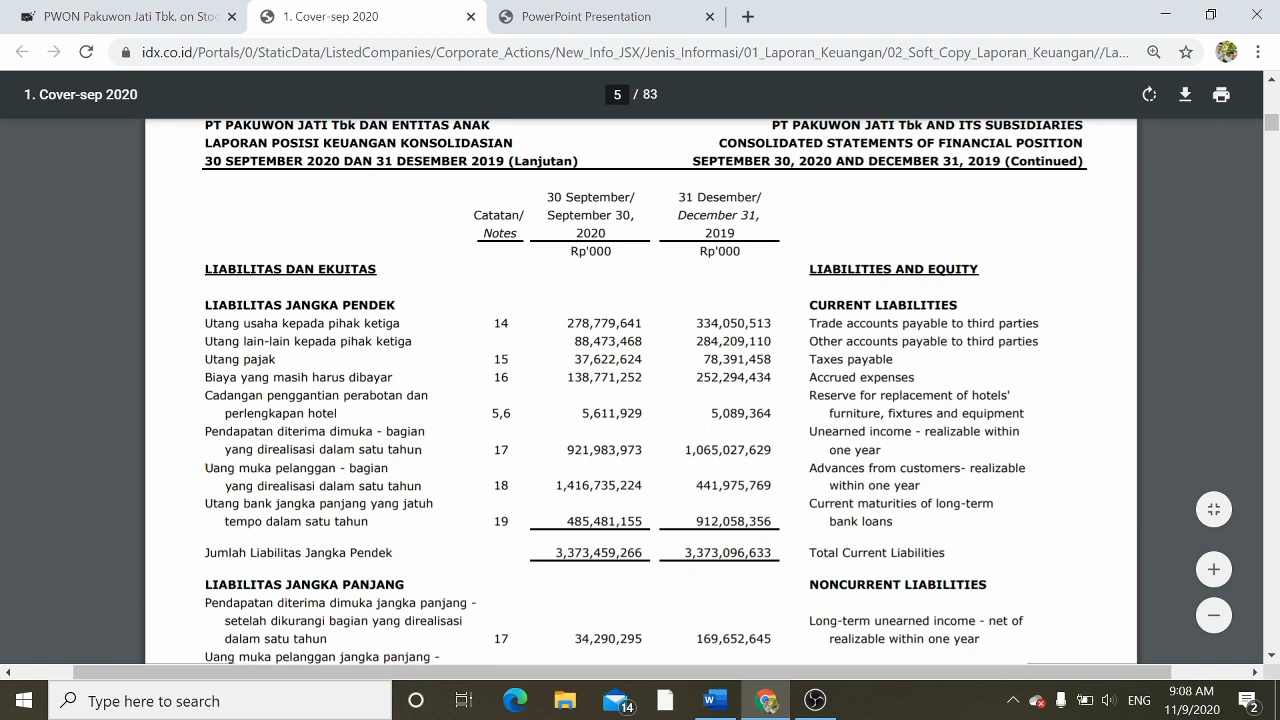 PWON Pakuwon Jati Tbk. on Sto
1. Cover-sep 2020
PowerPoint Presentation
idx.co.id/Portals/0/StaticData/ListedCompanies/Corporate_Actions/New_Info_JSX/Jenis_Informasi/01_Laporan_Keuangan/02_Soft_Copy_Laporan_Keuangan//La...
1. Cover-sep 2020 5 / 83
PT PAKUWON JATI Tbk DAN ENTITAS ANAK PT PAKUWON JATI Tbk AND ITS SUBSIDIARIES
LAPORAN POSISI KEUANGAN KONSOLIDASIAN CONSOLIDATED STATEMENTS OF FINANCIAL POSITION
30 SEPTEMBER 2020 DAN 31 DESEMBER 2019 (Lanjutan) SEPTEMBER 30, 2020 AND DECEMBER 31, 2019 (Continued)
30 September/ 31 Desember/
Catatan/ September 30, December 31,
Notes 2020 2019
Rp'000 Rp'000
LIABILITAS DAN EKUITAS LIABILITIES AND EQUITY
LIABILITAS JANGKA PENDEK CURRENT LIABILITIES
Utang usaha kepada pihak ketiga 14 278,779,641 334,050,513 Trade accounts payable to third parties
Utang lain-lain kepada pihak ketiga 88,473,468 284,209,110 Other accounts payable to third parties
Utang pajak 15 37,622,624 78,391,458 Taxes payable
Biaya yang masih harus dibayar 16 138,771,252 252,294,434 Accrued expenses
Cadangan penggantian perabotan dan Reserve for replacement of hotels'
perlengkapan hotel 5,6 5,611,929 5,089,364 furniture, fixtures and equipment
Pendapatan diterima dimuka - bagian Unearned income - realizable within
yang direalisasi dalam satu tahun 17 921,983,973 1,065,027,629 one year
Uang muka pelanggan - bagian Advances from customers- realizable
yang direalisasi dalam satu tahun 18 1,416,735,224 441,975,769 within one year
Utang bank jangka panjang yang jatuh Current maturities of long-term
tempo dalam satu tahun 19 485,481,155 912,058,356 bank loans
Jumlah Liabilitas Jangka Pendek 3,373,459,266 3,373,096,633 Total Current Liabilities
LIABILITAS JANGKA PANJANG NONCURRENT LIABILITIES
Pendapatan diterima dimuka jangka panjang -
setelah dikurangi bagian yang direalisasi Long-term unearned income - net of
dalam satu tahun 17 34,290,295 169,652,645 realizable within one year
Uang muka pelanggan jangka panjang -
Type here to search
14
ENG
9:08 AM
11/9/2020
2